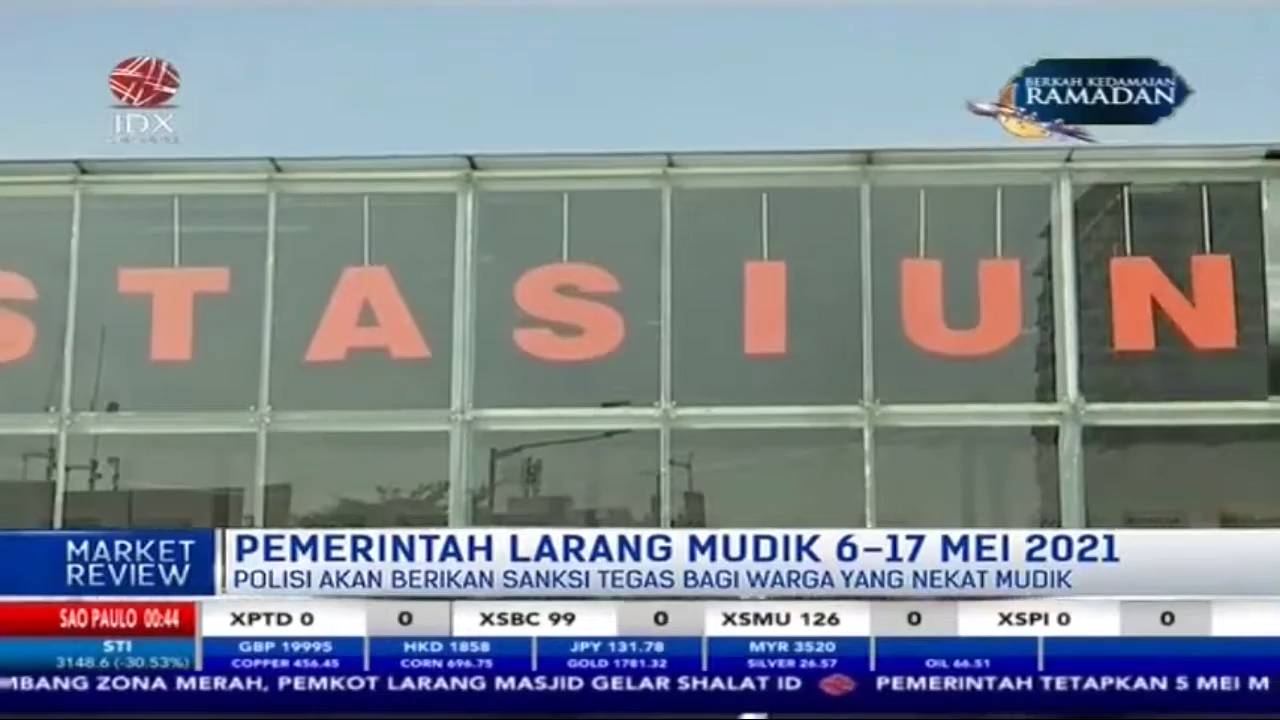 IDX
BERKAH KEDAMAIAN
RAMADAN
STASIUN
MARKET
REVIEW
PEMERINTAH LARANG MUDIK 6-17 MEI 2021
POLISI AKAN BERIKAN SANKSI TEGAS BAGI WARGA YANG NEKAT MUDIK
SAO PAULO 00:44
XPTD 0 0 XSBC 99 0 XSMU 126 0 XSPI 0 0
STI
3148.6 (-30.53%)
GBP 19995 HKD 1858 JPY 131.78 MYR 3520
COPPER 456.45 CORN 696.75 GOLD 1781.32 SILVER 26.57 OIL 66.51
MBANG ZONA MERAH, PEMKOT LARANG MASJID GELAR SHALAT ID PEMERINTAH TETAPKAN 5 MEI M